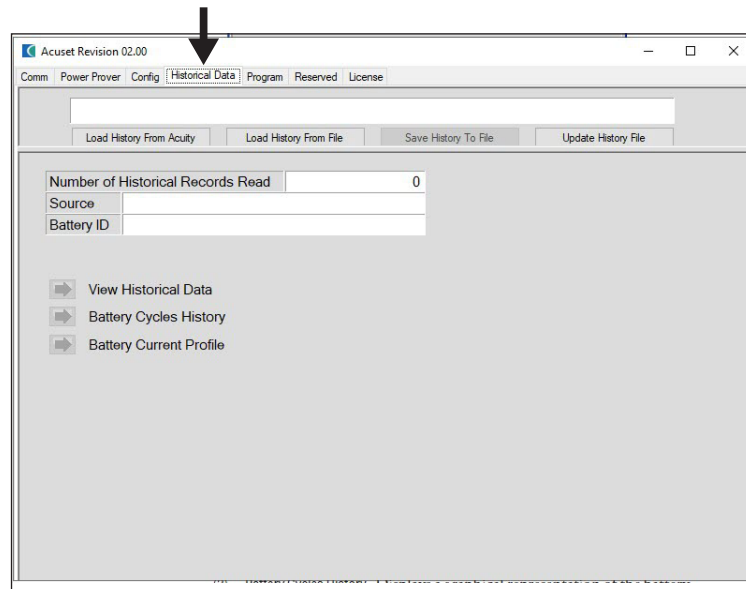 Acuset Revision 02.00
Comm Power Prover Config Historical Data Program Reserved License
Load History From Acuity Load History From File Save History To File Update History File
Number of Historical Records Read 0
Source
Battery ID
View Historical Data
Battery Cycles History
Battery Current Profile